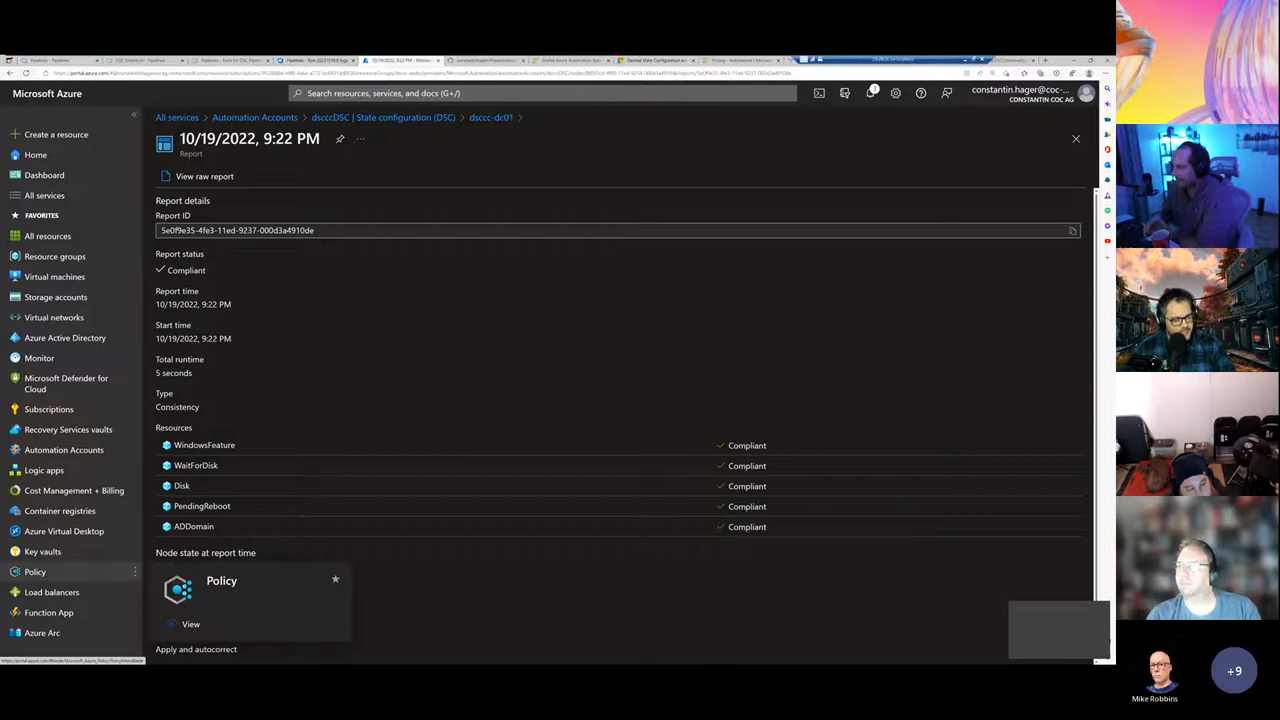 Microsoft Azure
Search resources, services, and docs (G+/)
constantin.hager@coc-...
CONSTANTIN COC AG
All services > Automation Accounts > dscccDSC | State configuration (DSC) > dsccc-dc01 >
Create a resource
Home
Dashboard
All services
FAVORITES
All resources
Resource groups
Virtual machines
Storage accounts
Virtual networks
Azure Active Directory
Monitor
Microsoft Defender for
Cloud
Subscriptions
Recovery Services vaults
Automation Accounts
Logic apps
Cost Management + Billing
Container registries
Azure Virtual Desktop
Key vaults
Policy
Load balancers
Function App
Azure Arc
10/19/2022, 9:22 PM
Report
View raw report
Report details
Report ID
5e0f9e35-4fe3-11ed-9237-000d3a4910de
Report status
Compliant
Report time
10/19/2022, 9:22 PM
Start time
10/19/2022, 9:22 PM
Total runtime
5 seconds
Type
Consistency
Resources
WindowsFeature Compliant
WaitForDisk Compliant
Disk Compliant
PendingReboot Compliant
ADDomain Compliant
Node state at report time
Policy
View
Apply and autocorrect
Mike Robbins
+9